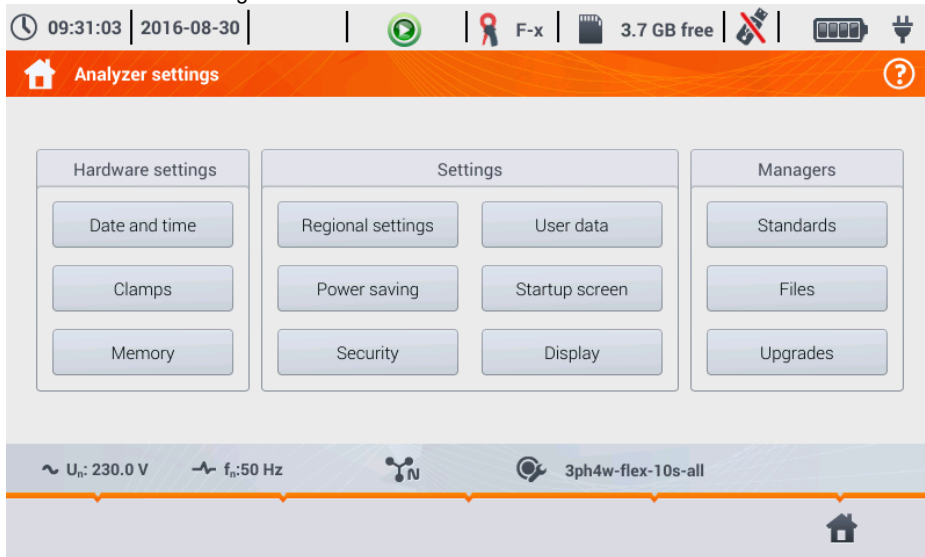 09:31:03 2016-08-30 F-x 3.7 GB free
Analyzer settings ?
Hardware settings Settings Managers
Date and time Regional settings User data Standards
Clamps Power saving Startup screen Files
Memory Security Display Upgrades
Un: 230.0 V fn:50 Hz N 3ph4w-flex-10s-all